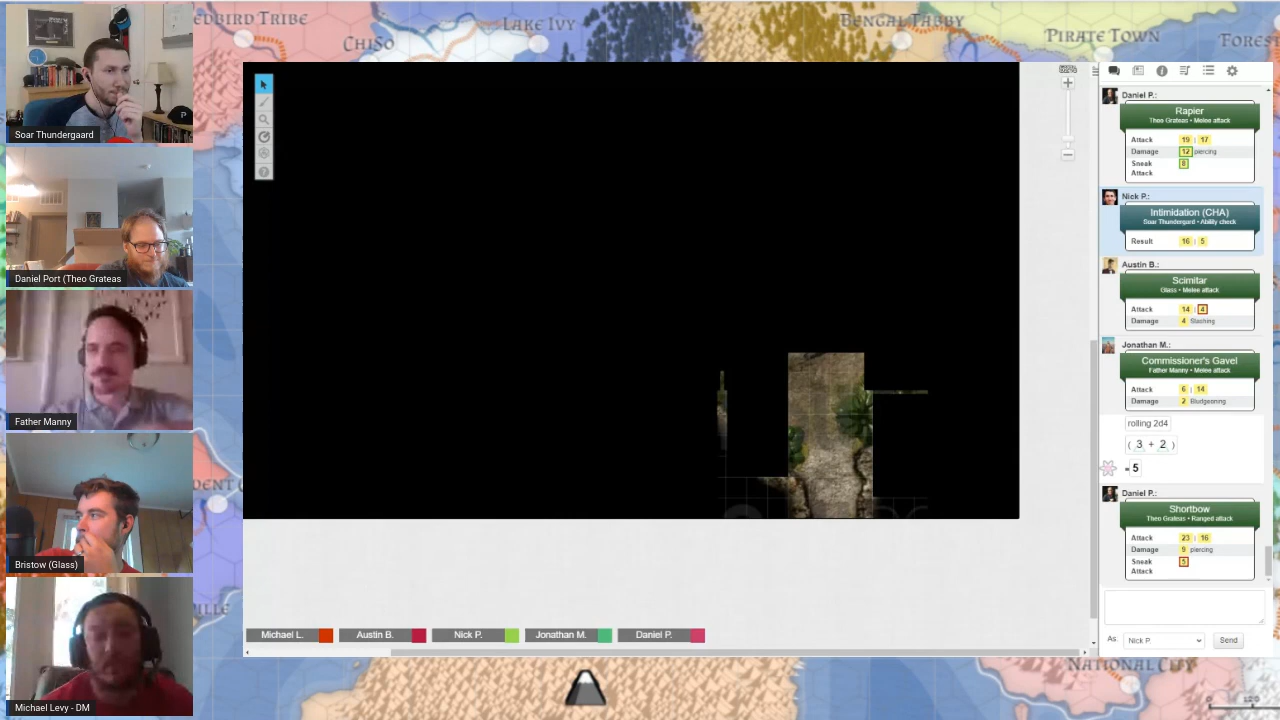 EDBIRD TRIBE
LAKE IVY
CHISO
BENGAL TABBY
PIRATE TOWN
FOREST
Soar Thundergaard
Daniel Port (Theo Grateas
Father Manny
Bristow (Glass)
Michael Levy - DM
Daniel P.:
Rapier
Theo Grateas • Melee attack
Attack 19 | 17
Damage 12 piercing
Sneak 8
Attack
Nick P.:
Intimidation (CHA)
Soar Thundergard • Ability check
Result 16 | 5
Austin B.:
Scimitar
Glass • Melee attack
Attack 14 | 4
Damage 4 Slashing
Jonathan M.:
Commissioner's Gavel
Father Manny • Melee attack
Attack 6 | 14
Damage 2 Bludgeoning
rolling 2d4
( 3 + 2 )
= 5
Daniel P.:
Shortbow
Theo Grateas • Ranged attack
Attack 23 | 16
Damage 9 piercing
Sneak 5
Attack
As: Nick P. Send
Michael L. Austin B. Nick P. Jonathan M. Daniel P.
NATIONAL CITY